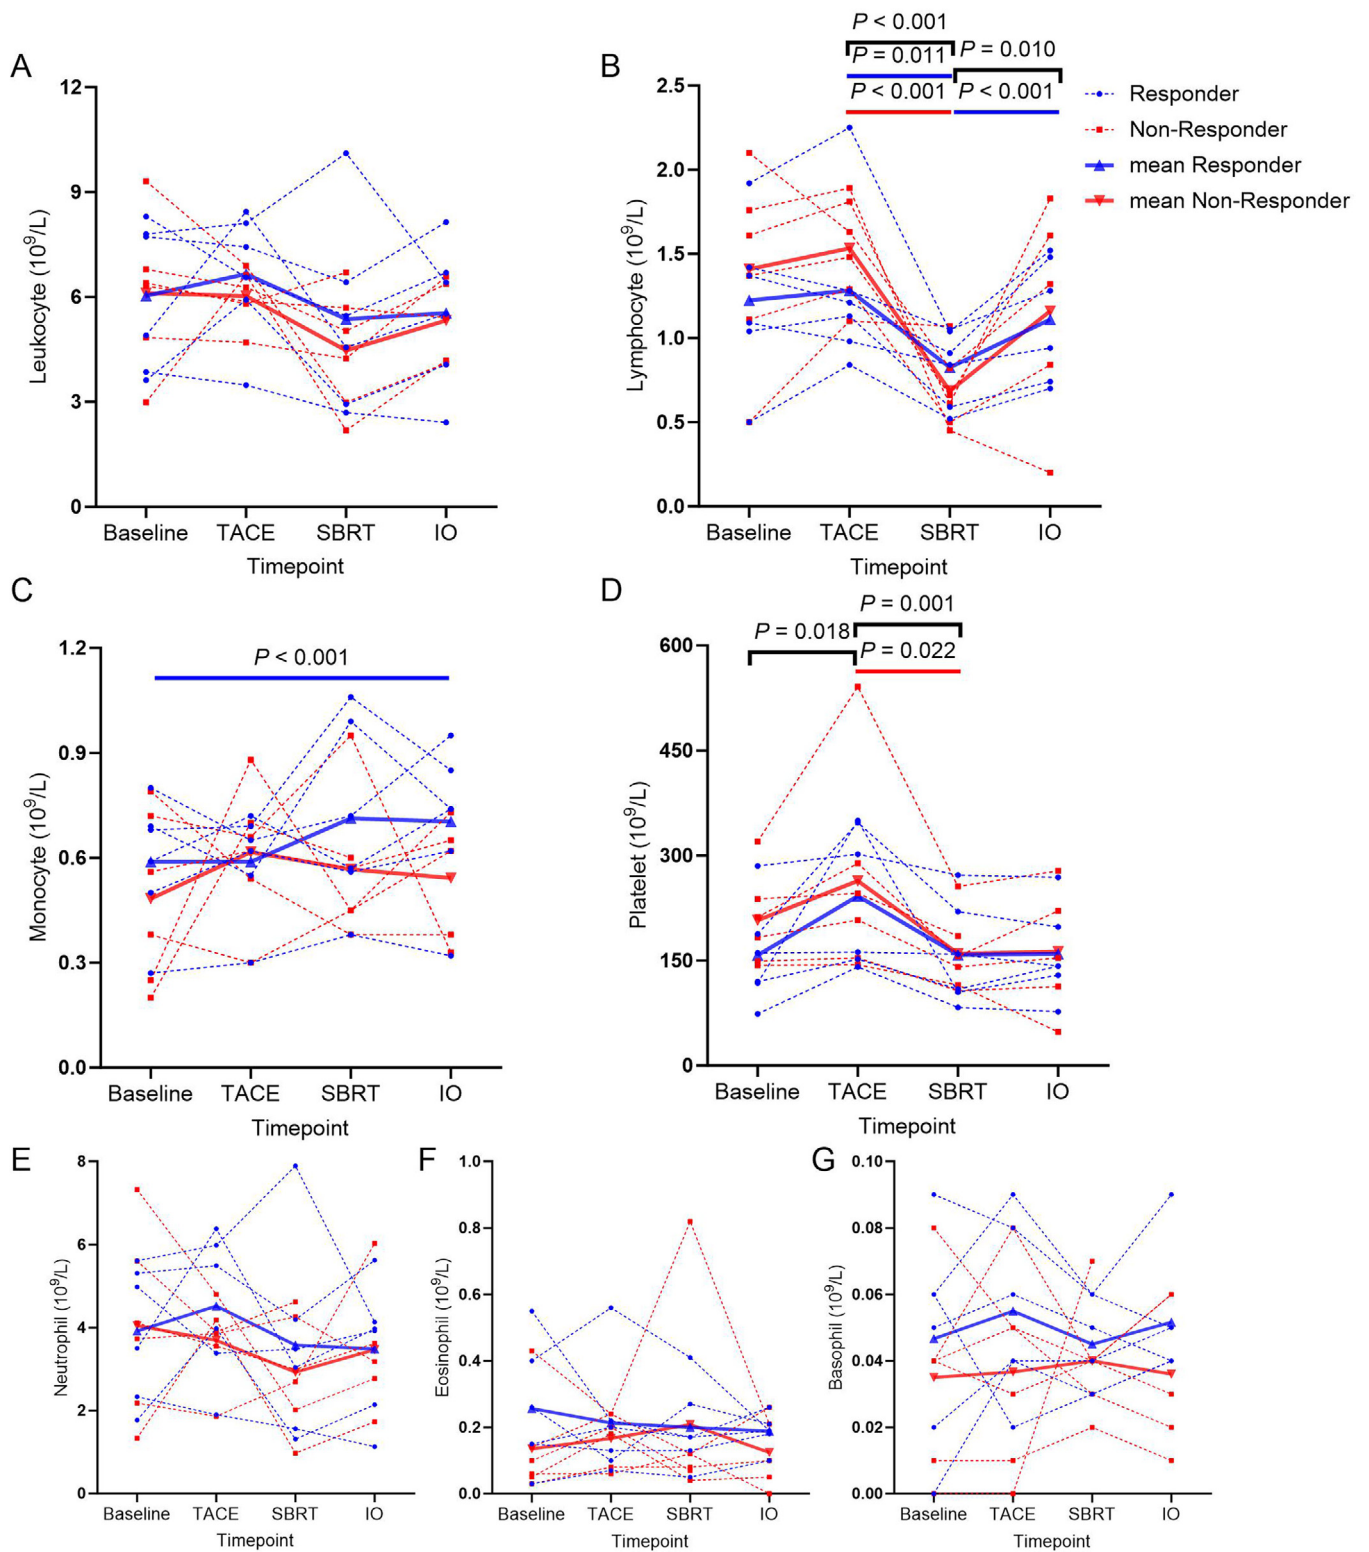 A
Leukocyte (10⁹/L)
12
9
6
3
0
Baseline TACE SBRT IO
Timepoint
B
P < 0.001
P = 0.011
P = 0.010
P < 0.001
P < 0.001
Lymphocyte (10⁹/L)
2.5
2.0
1.5
1.0
0.5
0.0
Baseline TACE SBRT IO
Timepoint
Responder
Non-Responder
mean Responder
mean Non-Responder
C
P < 0.001
Monocyte (10⁹/L)
1.2
0.9
0.6
0.3
0.0
Baseline TACE SBRT IO
Timepoint
D
P = 0.001
P = 0.018
P = 0.022
Platelet (10⁹/L)
600
450
300
150
0
Baseline TACE SBRT IO
Timepoint
E
Neutrophil (10⁹/L)
8
6
4
2
0
Baseline TACE SBRT IO
Timepoint
F
Eosinophil (10⁹/L)
1.0
0.8
0.6
0.4
0.2
0.0
Baseline TACE SBRT IO
Timepoint
G
Basophil (10⁹/L)
0.10
0.08
0.06
0.04
0.02
0.00
Baseline TACE SBRT IO
Timepoint